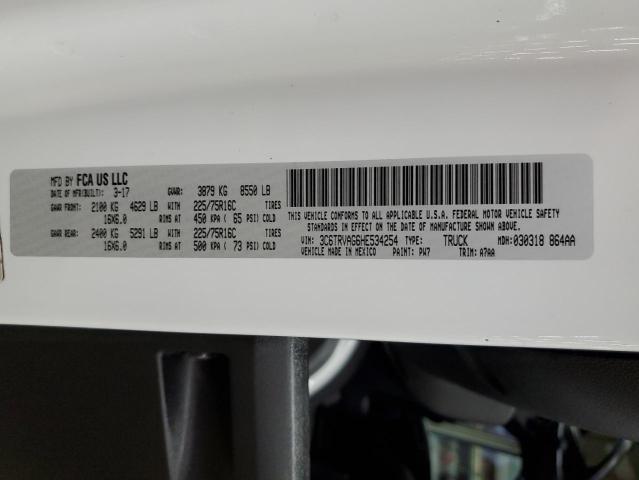 MFD BY FCA US LLC
DATE OF MFR(BUILT): 3-17 GVWR: 3879 KG 8550 LB
GAWR FRONT: 2100 KG 4629 LB WITH 225/75R16C TIRES
16X6.0 RIMS AT 450 KPA ( 65 PSI) COLD
GAWR REAR: 2400 KG 5291 LB WITH 225/75R16C TIRES
16X6.0 RIMS AT 500 KPA ( 73 PSI) COLD
THIS VEHICLE CONFORMS TO ALL APPLICABLE U.S.A. FEDERAL MOTOR VEHICLE SAFETY
STANDARDS IN EFFECT ON THE DATE OF MANUFACTURE SHOWN ABOVE.
VIN: 3C6TRVAG6HE534254 TYPE: TRUCK MDH: 030318 864AA
VEHICLE MADE IN MEXICO PAINT: PW7 TRIM: A7AA